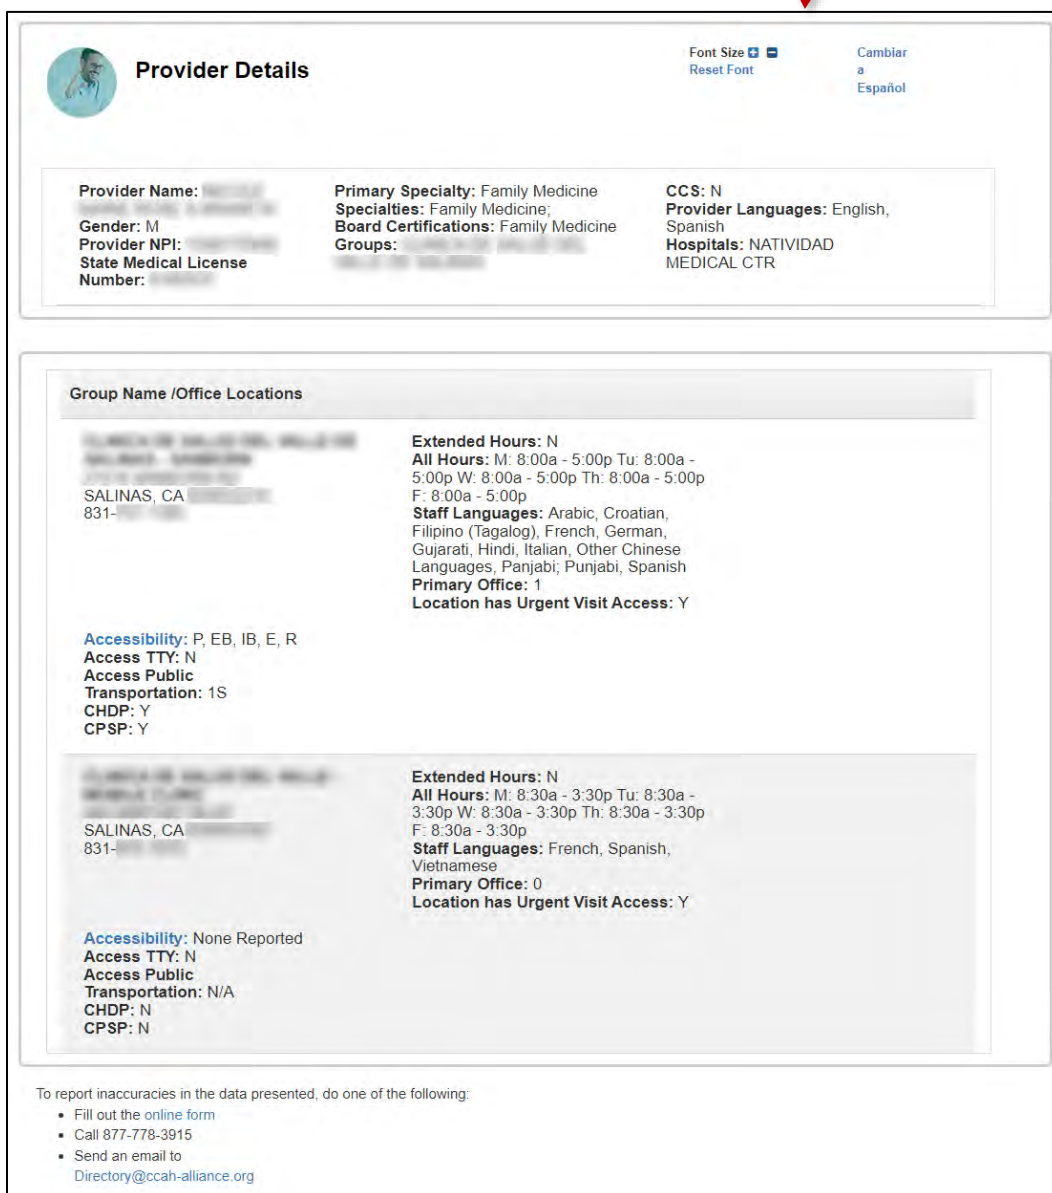 Provider Details
Font Size
Reset Font
Cambiar
a
Español
Provider Name:
Gender: M
Provider NPI:
State Medical License
Number:
Primary Specialty: Family Medicine
Specialties: Family Medicine;
Board Certifications: Family Medicine
Groups:
CCS: N
Provider Languages: English,
Spanish
Hospitals: NATIVIDAD
MEDICAL CTR
Group Name /Office Locations
SALINAS, CA
831-
Extended Hours: N
All Hours: M: 8:00a - 5:00p Tu: 8:00a -
5:00p W: 8:00a - 5:00p Th: 8:00a - 5:00p
F: 8:00a - 5:00p
Staff Languages: Arabic, Croatian,
Filipino (Tagalog), French, German,
Gujarati, Hindi, Italian, Other Chinese
Languages, Panjabi; Punjabi, Spanish
Primary Office: 1
Location has Urgent Visit Access: Y
Accessibility: P, EB, IB, E, R
Access TTY: N
Access Public
Transportation: 1S
CHDP: Y
CPSP: Y
SALINAS, CA
831-
Extended Hours: N
All Hours: M: 8:30a - 3:30p Tu: 8:30a -
3:30p W: 8:30a - 3:30p Th: 8:30a - 3:30p
F: 8:30a - 3:30p
Staff Languages: French, Spanish,
Vietnamese
Primary Office: 0
Location has Urgent Visit Access: Y
Accessibility: None Reported
Access TTY: N
Access Public
Transportation: N/A
CHDP: N
CPSP: N
To report inaccuracies in the data presented, do one of the following:
• Fill out the online form
• Call 877-778-3915
• Send an email to
Directory@ccah-alliance.org